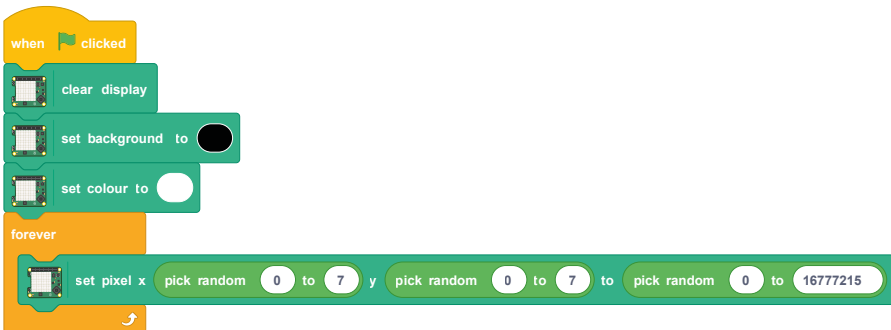 when clicked
clear display
set background to
set colour to
forever
set pixel x pick random 0 to 7 y pick random 0 to 7 to pick random 0 to 16777215